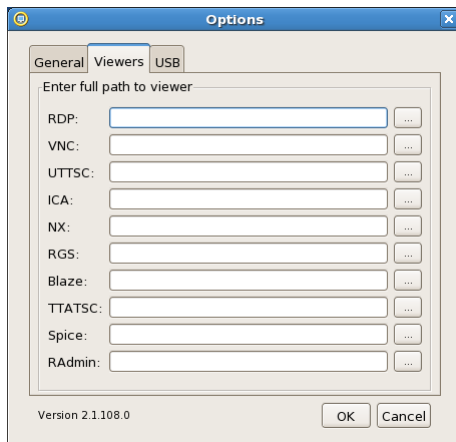 Options
General Viewers USB
Enter full path to viewer
RDP: ...
VNC: ...
UTTSC: ...
ICA: ...
NX: ...
RGS: ...
Blaze: ...
TTATSC: ...
Spice: ...
RAdmin: ...
Version 2.1.108.0 OK Cancel